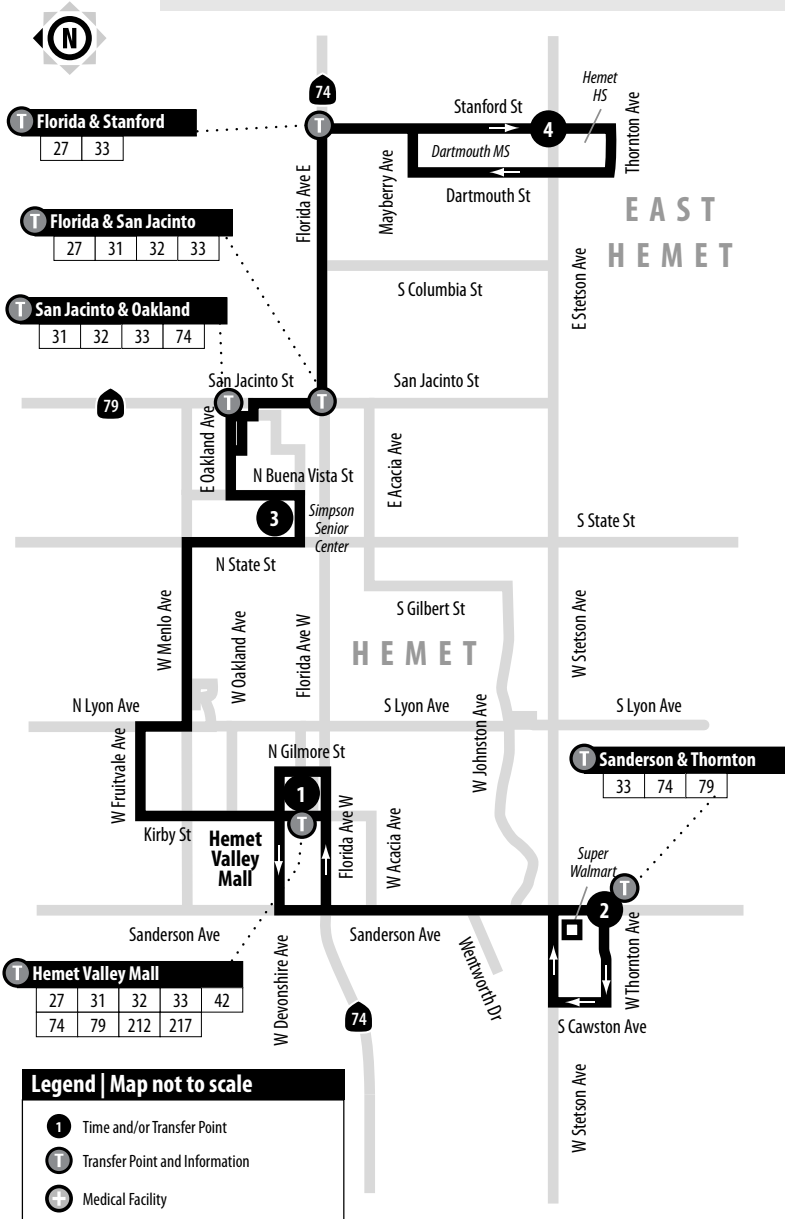 N
74
Hemet
HS
Stanford St
Thornton Ave
T Florida & Stanford
27 33
T
4
Dartmouth MS
Mayberry Ave
Florida Ave E
Dartmouth St
EAST
HEMET
T Florida & San Jacinto
27 31 32 33
S Columbia St
E Stetson Ave
T San Jacinto & Oakland
31 32 33 74
San Jacinto St
San Jacinto St
79
T
T
E Oakland Ave
E Acacia Ave
N Buena Vista St
3
Simpson
Senior
Center
S State St
N State St
W Menlo Ave
W Oakland Ave
Florida Ave W
S Gilbert St
W Stetson Ave
HEMET
N Lyon Ave
S Lyon Ave
S Lyon Ave
W Johnston Ave
W Fruitvale Ave
N Gilmore St
T Sanderson & Thornton
33 74 79
1
T
Kirby St
Hemet
Valley
Mall
Florida Ave W
W Acacia Ave
Super
Walmart
T
2
Sanderson Ave
Sanderson Ave
W Devonshire Ave
Wentworth Dr
W Thornton Ave
T Hemet Valley Mall
27 31 32 33 42
74 79 212 217
74
S Cawston Ave
W Stetson Ave
Legend | Map not to scale
1 Time and/or Transfer Point
T Transfer Point and Information
Medical Facility